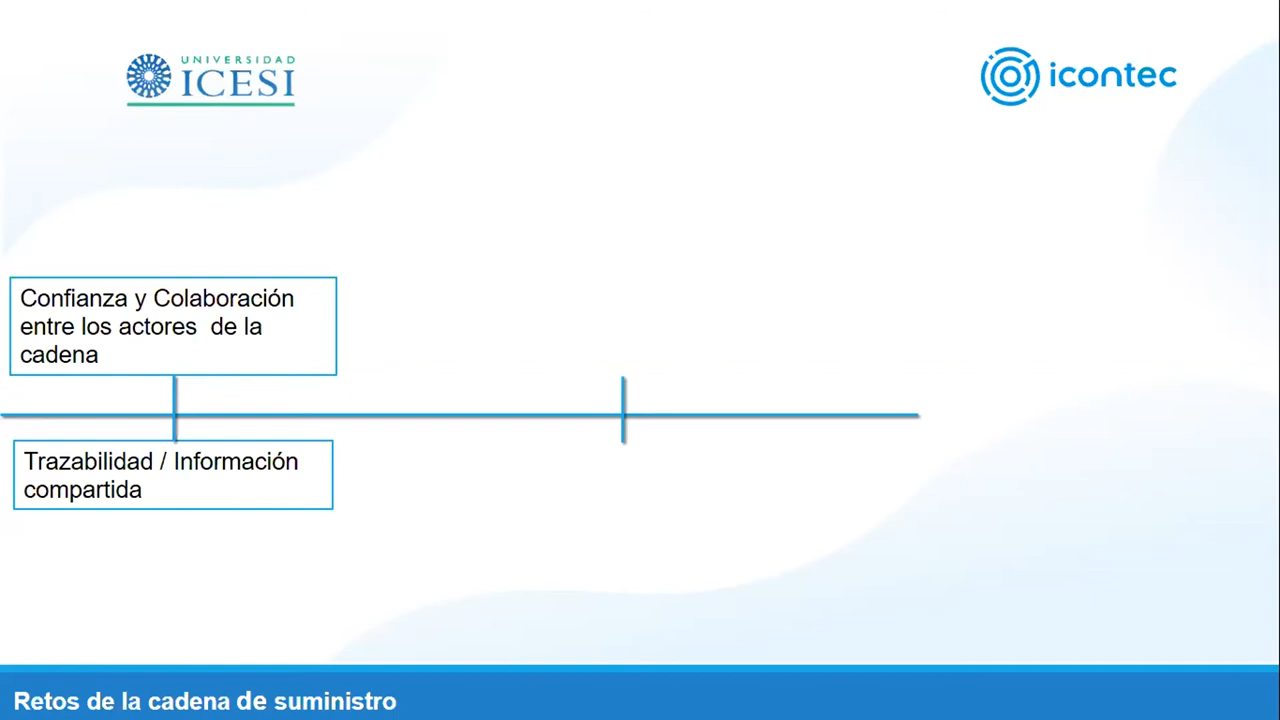 UNIVERSIDAD
ICESI
icontec
Confianza y Colaboración
entre los actores de la
cadena
Trazabilidad / Información
compartida
Retos de la cadena de suministro